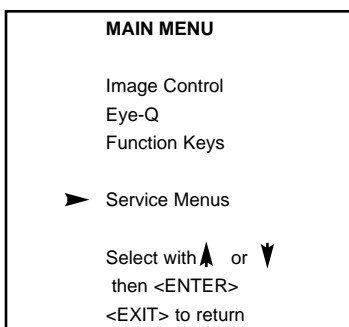 MAIN MENU
Image Control
Eye-Q
Function Keys
Service Menus
Select with or
then <ENTER>
<EXIT> to return